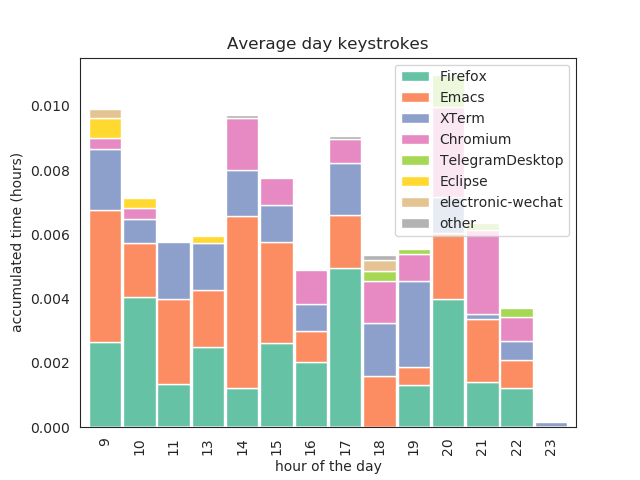 Average day keystrokes
Firefox
Emacs
XTerm
Chromium
TelegramDesktop
Eclipse
electronic-wechat
other
accumulated time (hours)
0.010
0.008
0.006
0.004
0.002
0.000
9 10 11 13 14 15 16 17 18 19 20 21 22 23
hour of the day